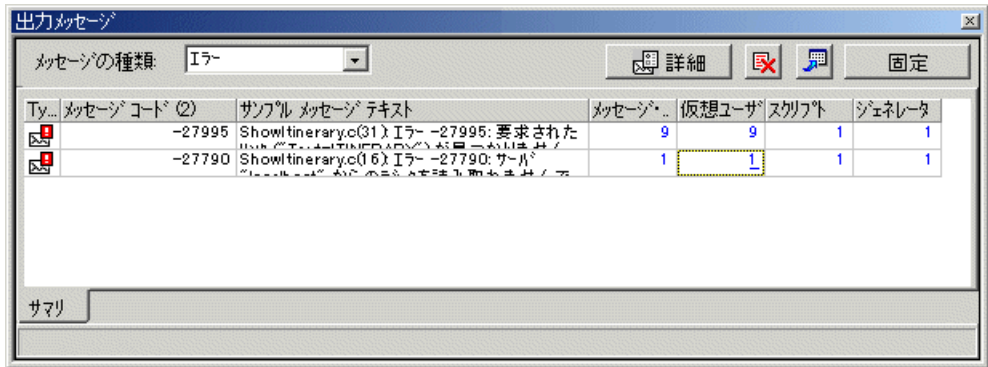 出力メッセージ
メッセージの種類: エラー 詳細 固定
Ty... メッセージ コード (2) サンプル メッセージ テキスト メッセージ・.. 仮想ユーザ スクリプト ジェネレータ
-27995 ShowItinerary.c(31): エラー -27995: 要求された 9 9 1 1
-27790 ShowItinerary.c(16): エラー -27790: サーバ 1 1 1 1
サマリ